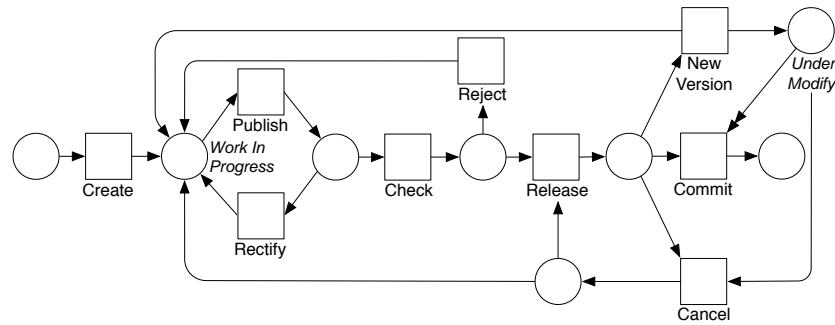 New
Version
Under
Modify
Reject
Publish
Work In
Progress
Create
Check
Release
Commit
Rectify
Cancel